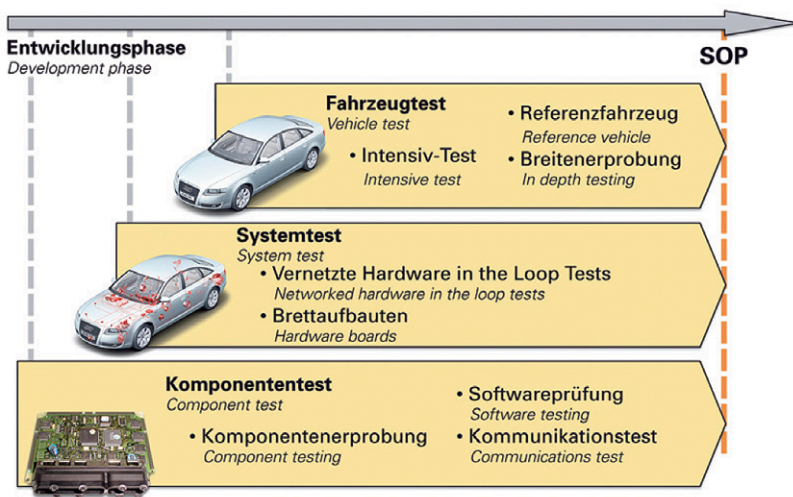 Entwicklungsphase
Development phase
SOP
Fahrzeugtest
Vehicle test
• Intensiv-Test
Intensive test
• Referenzfahrzeug
Reference vehicle
• Breitenerprobung
In depth testing
Systemtest
System test
• Vernetzte Hardware in the Loop Tests
Networked hardware in the loop tests
• Brettaufbauten
Hardware boards
Komponententest
Component test
• Komponentenerprobung
Component testing
• Softwareprüfung
Software testing
• Kommunikationstest
Communications test